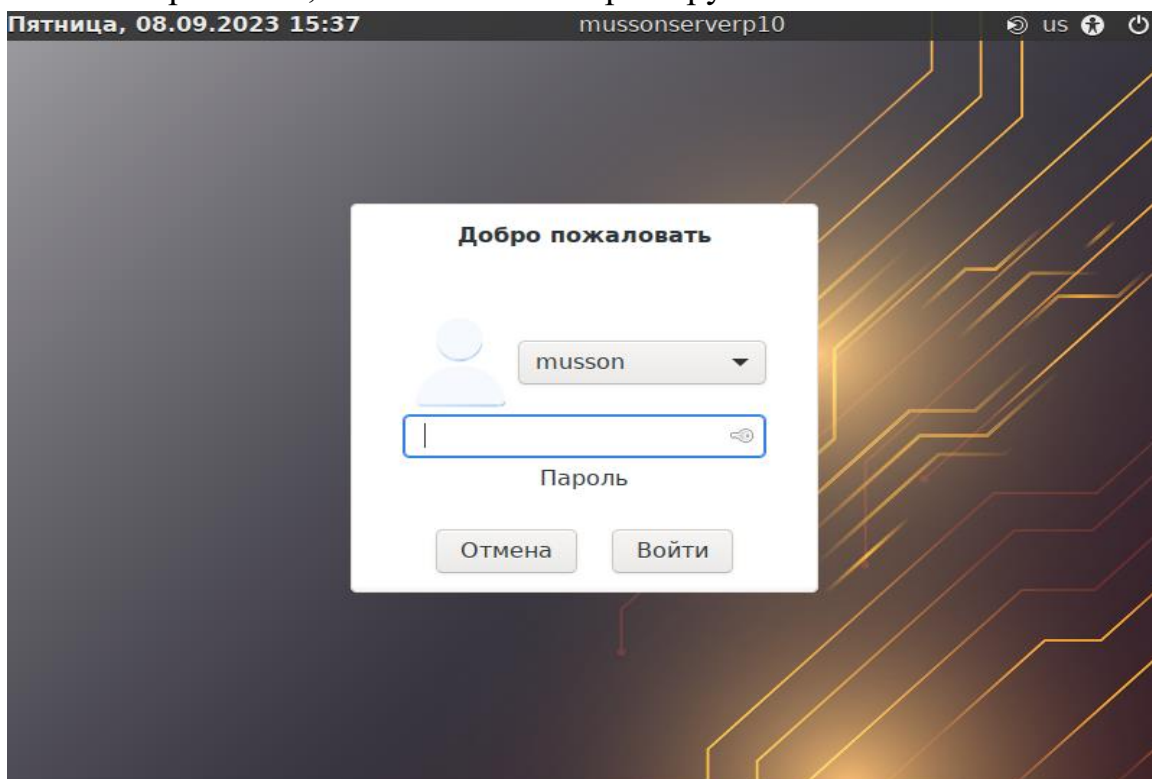 Пятница, 08.09.2023 15:37 mussonserverp10 us
Добро пожаловать
musson
Пароль
Отмена Войти